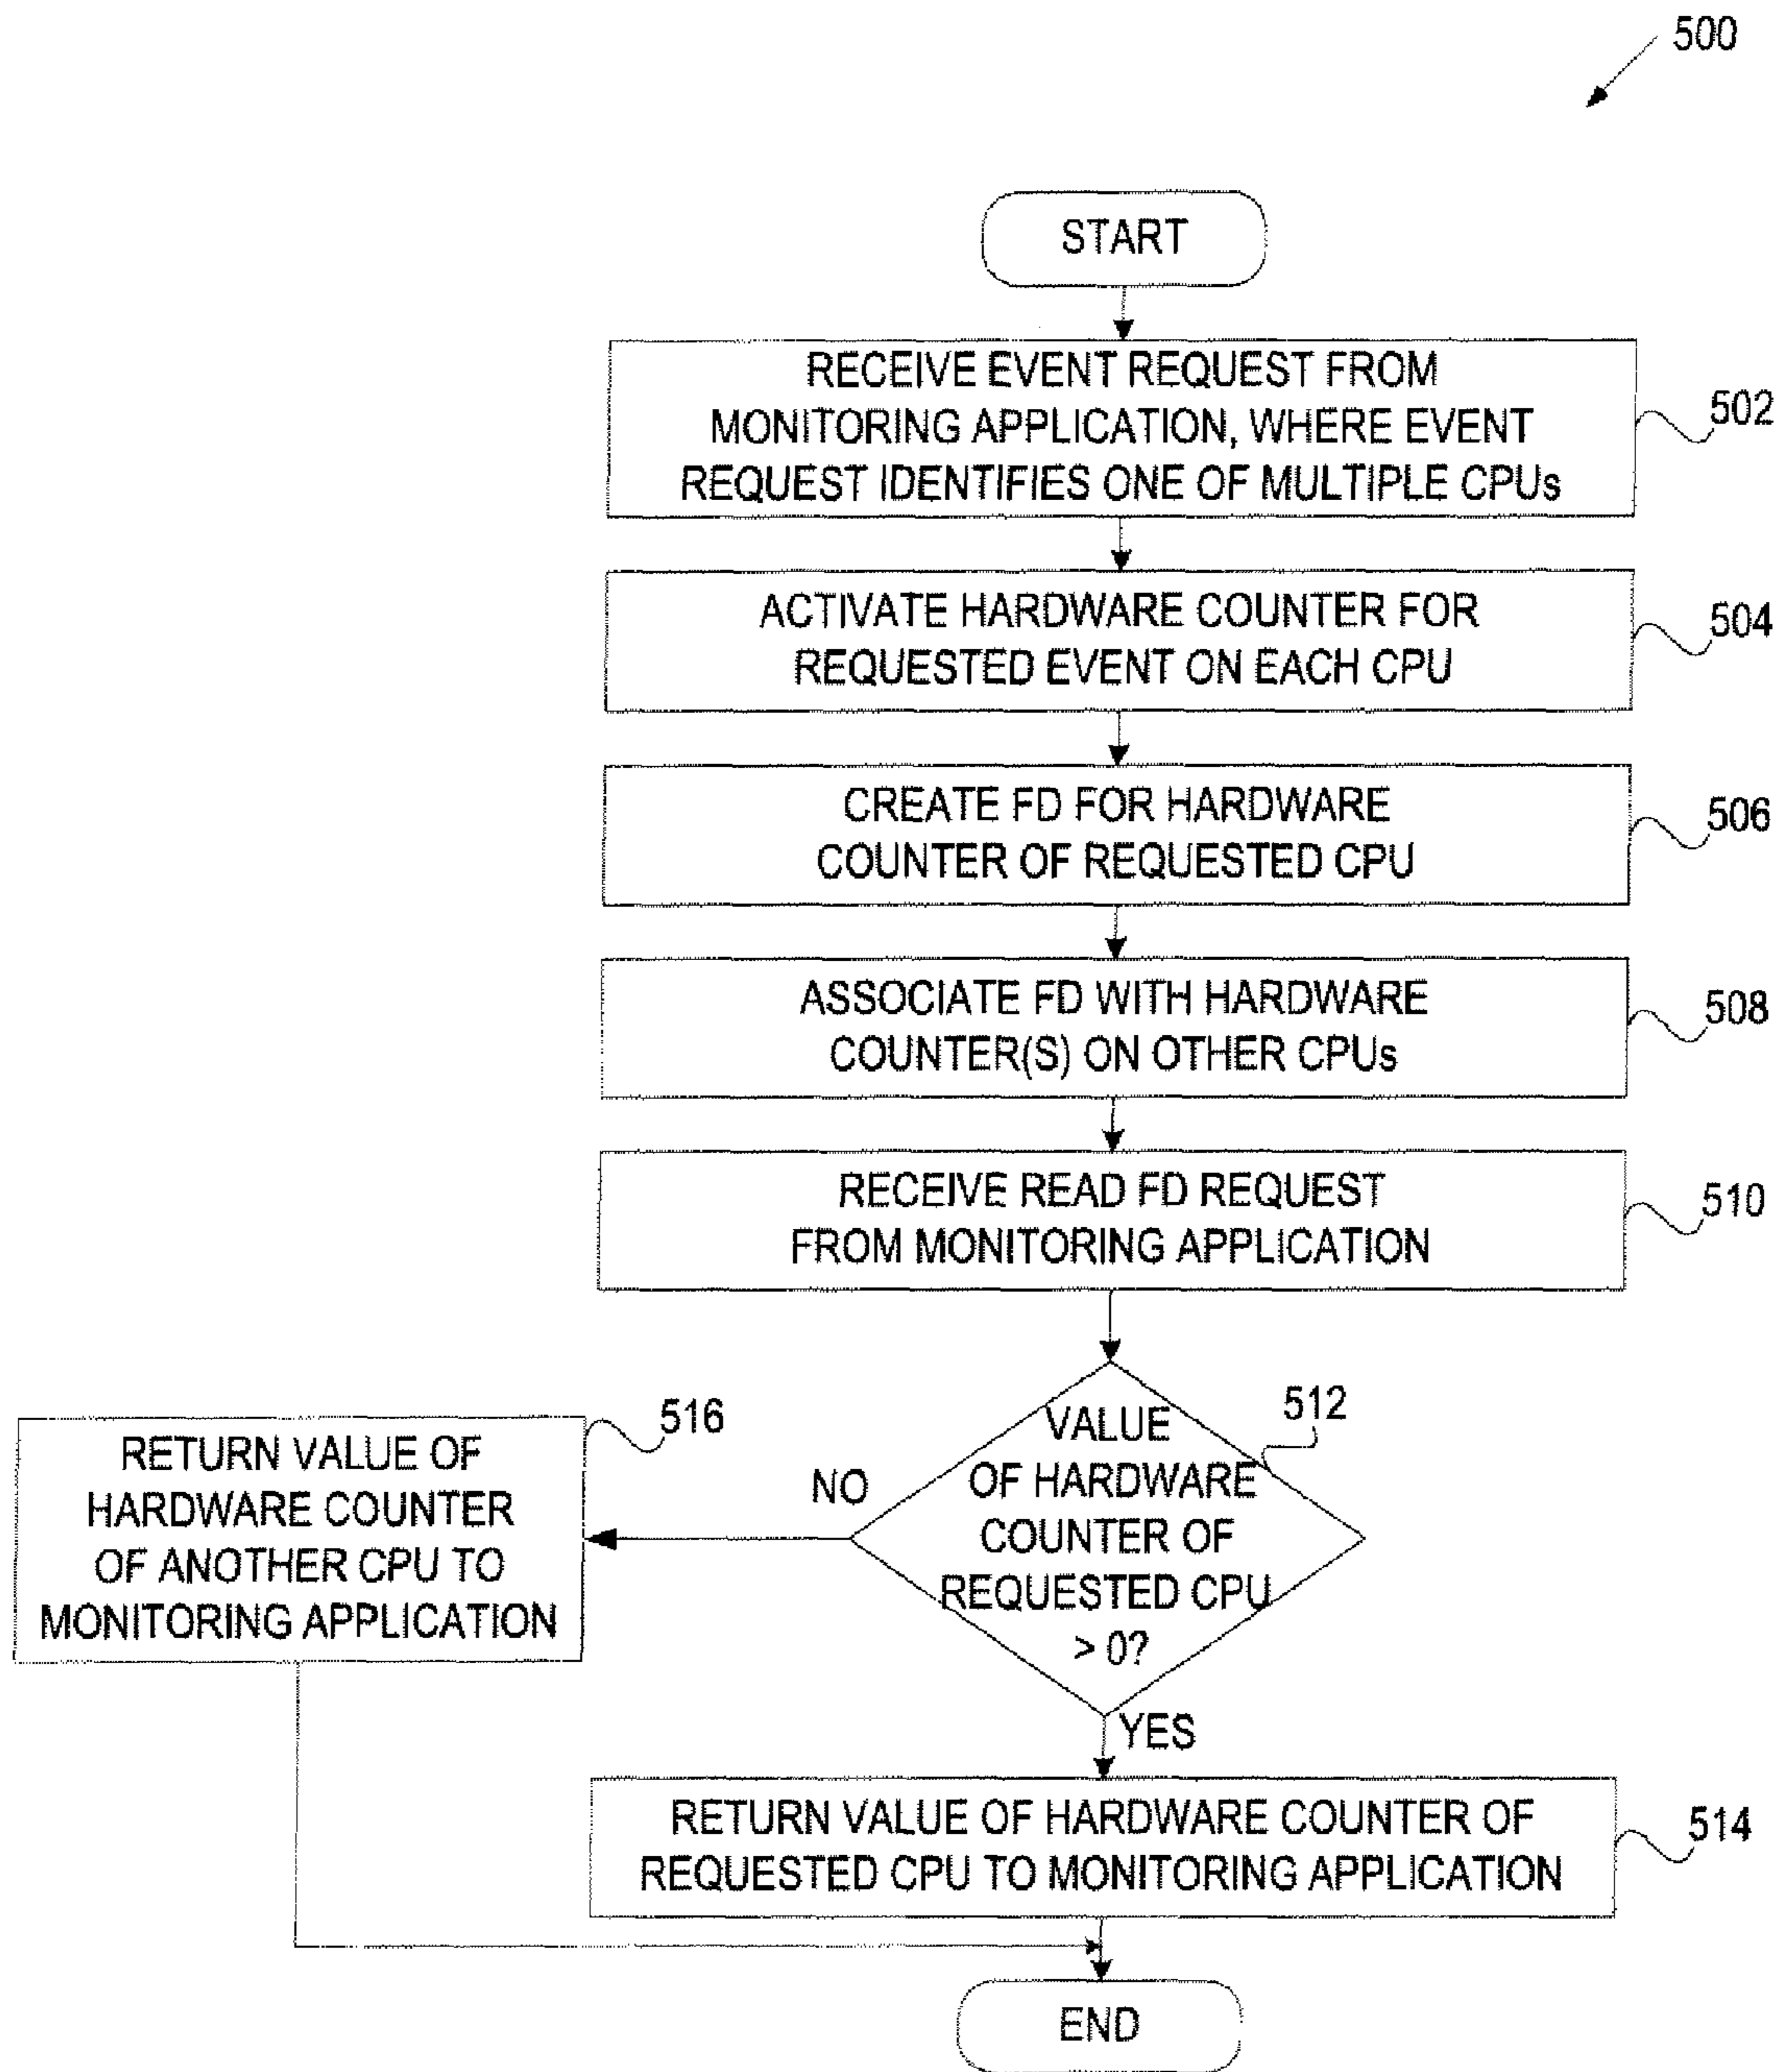 500
START
RECEIVE EVENT REQUEST FROM
MONITORING APPLICATION, WHERE EVENT
REQUEST IDENTIFIES ONE OF MULTIPLE CPUs
502
ACTIVATE HARDWARE COUNTER FOR
REQUESTED EVENT ON EACH CPU
504
CREATE FD FOR HARDWARE
COUNTER OF REQUESTED CPU
506
ASSOCIATE FD WITH HARDWARE
COUNTER(S) ON OTHER CPUs
508
RECEIVE READ FD REQUEST
FROM MONITORING APPLICATION
510
VALUE
OF HARDWARE
COUNTER OF
REQUESTED CPU
> 0?
512
NO
RETURN VALUE OF
HARDWARE COUNTER
OF ANOTHER CPU TO
MONITORING APPLICATION
516
YES
RETURN VALUE OF HARDWARE COUNTER OF
REQUESTED CPU TO MONITORING APPLICATION
514
END